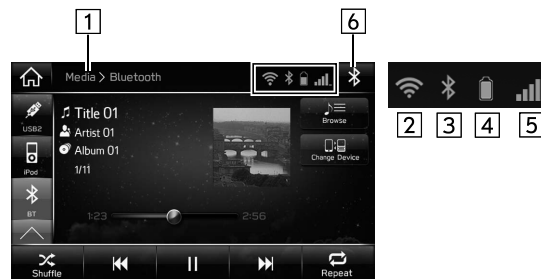 1
6
Media > Bluetooth
USB2
Title 01
Artist 01
Album 01
1/11
Browse
iPod
Change Device
BT
1:23
2:56
Shuffle
Repeat
2
3
4
5